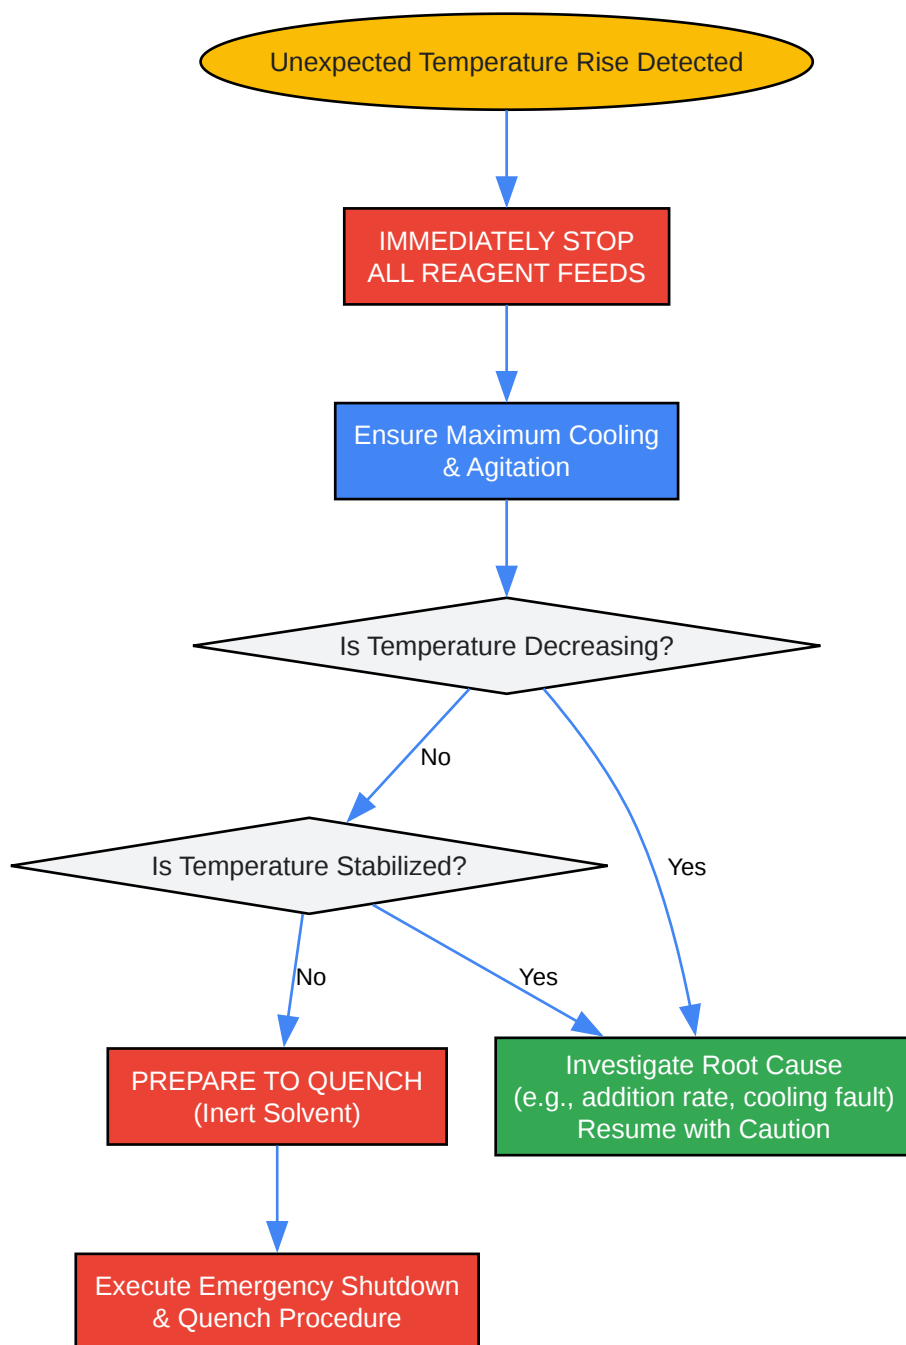 Unexpected Temperature Rise Detected
IMMEDIATELY STOP
ALL REAGENT FEEDS
Ensure Maximum Cooling
& Agitation
Is Temperature Decreasing?
No
Yes
Is Temperature Stabilized?
No
Yes
PREPARE TO QUENCH
(Inert Solvent)
Investigate Root Cause
(e.g., addition rate, cooling fault)
Resume with Caution
Execute Emergency Shutdown
& Quench Procedure